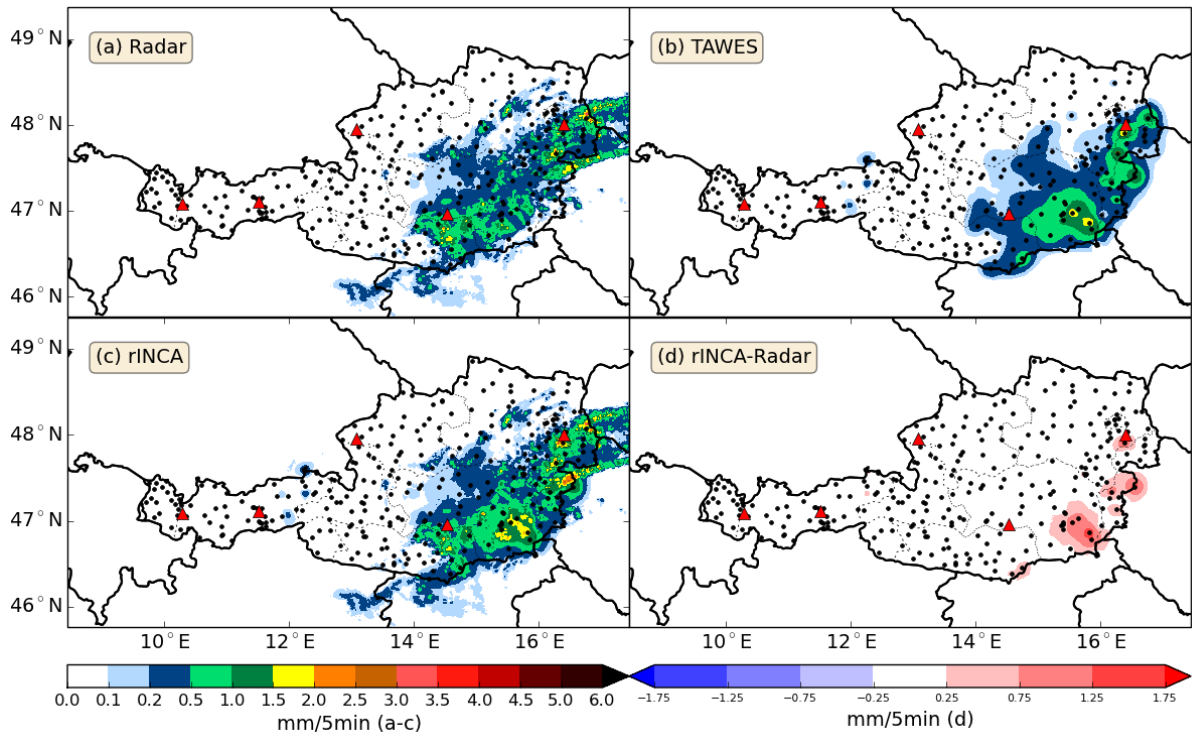 (a) Radar
(b) TAWES
49°N
48°N
47°N
46°N
(c) rINCA
(d) rINCA-Radar
49°N
48°N
47°N
46°N
10°E 12°E 14°E 16°E 10°E 12°E 14°E 16°E
0.0 0.1 0.2 0.5 1.0 1.5 2.0 2.5 3.0 3.5 4.0 4.5 5.0 6.0
−1.75 −1.25 −0.75 −0.25 0.25 0.75 1.25 1.75
mm/5min (a-c)
mm/5min (d)